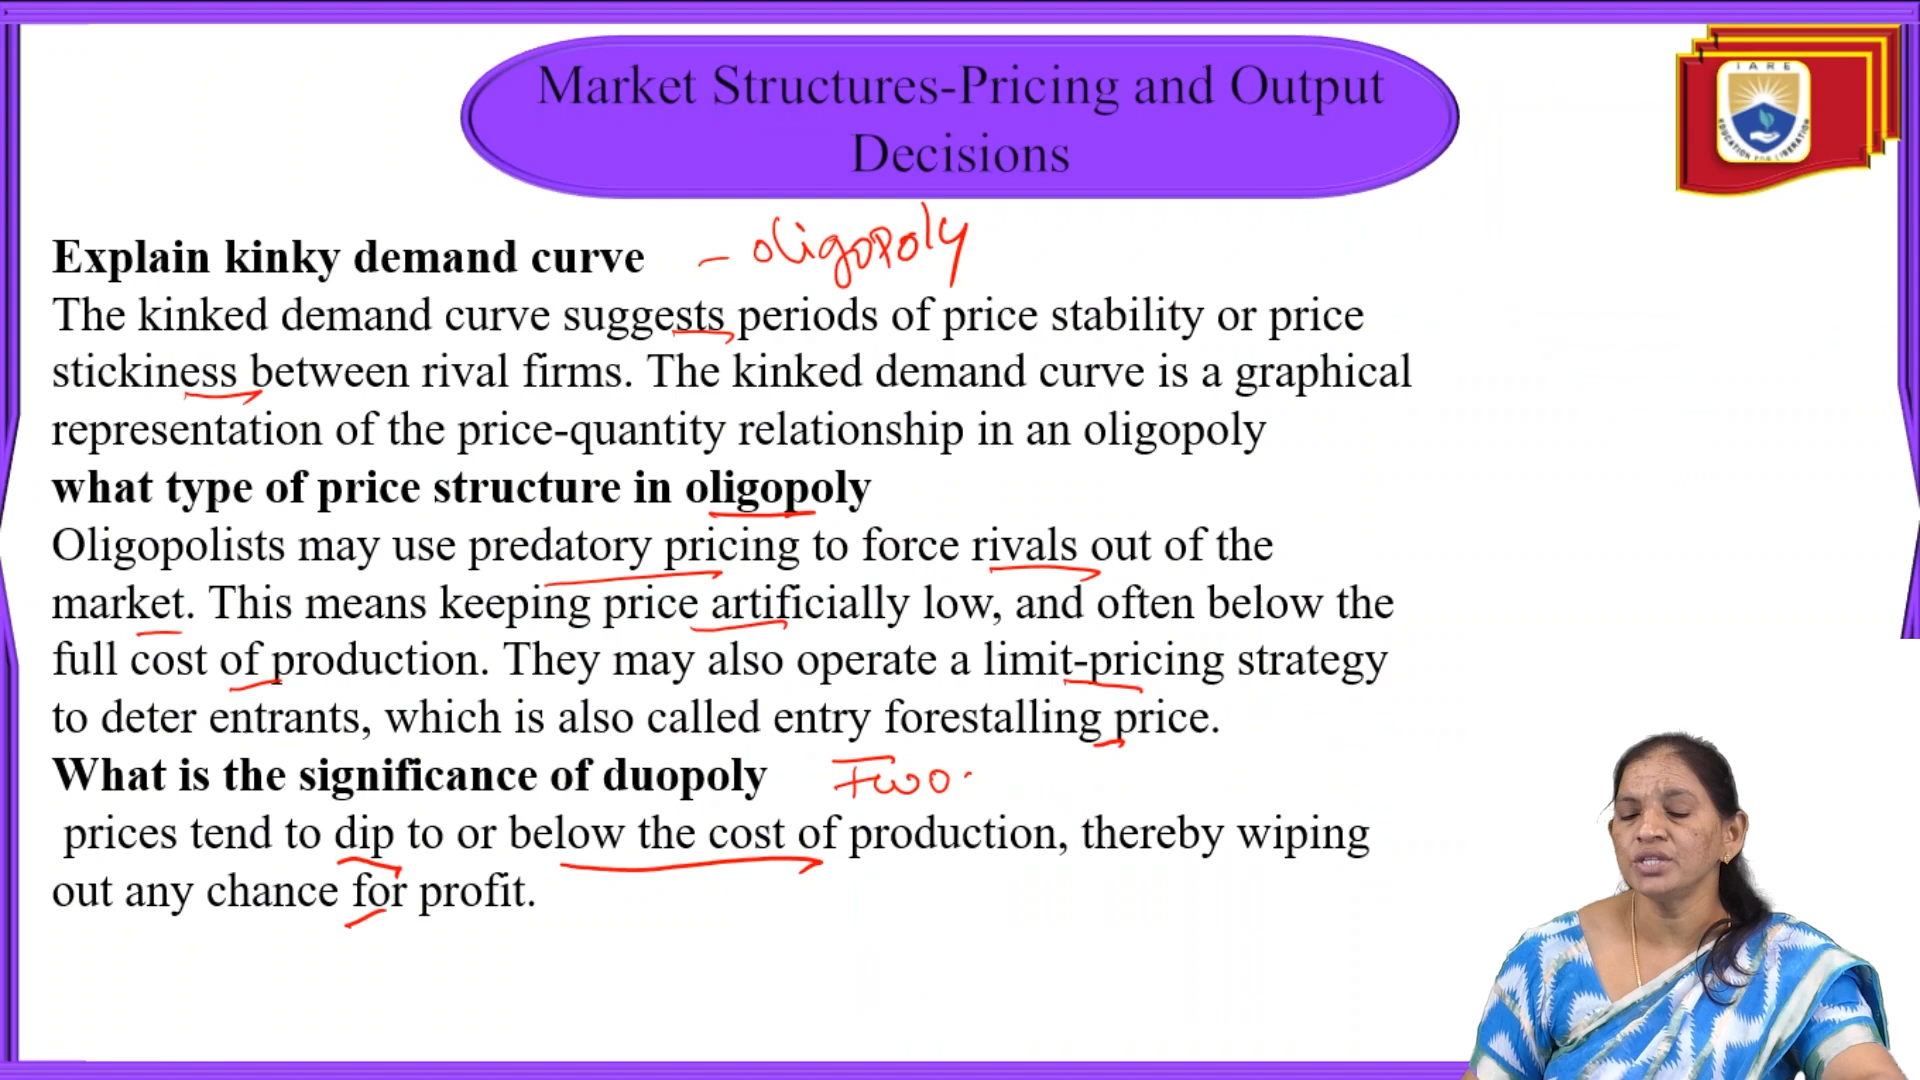 Market Structures-Pricing and Output
Decisions
IARE
EDUCATION FOR LIBERATION
Explain kinky demand curve - oligopoly
The kinked demand curve suggests periods of price stability or price
stickiness between rival firms. The kinked demand curve is a graphical
representation of the price-quantity relationship in an oligopoly
what type of price structure in oligopoly
Oligopolists may use predatory pricing to force rivals out of the
market. This means keeping price artificially low, and often below the
full cost of production. They may also operate a limit-pricing strategy
to deter entrants, which is also called entry forestalling price.
What is the significance of duopoly Two.
prices tend to dip to or below the cost of production, thereby wiping
out any chance for profit.